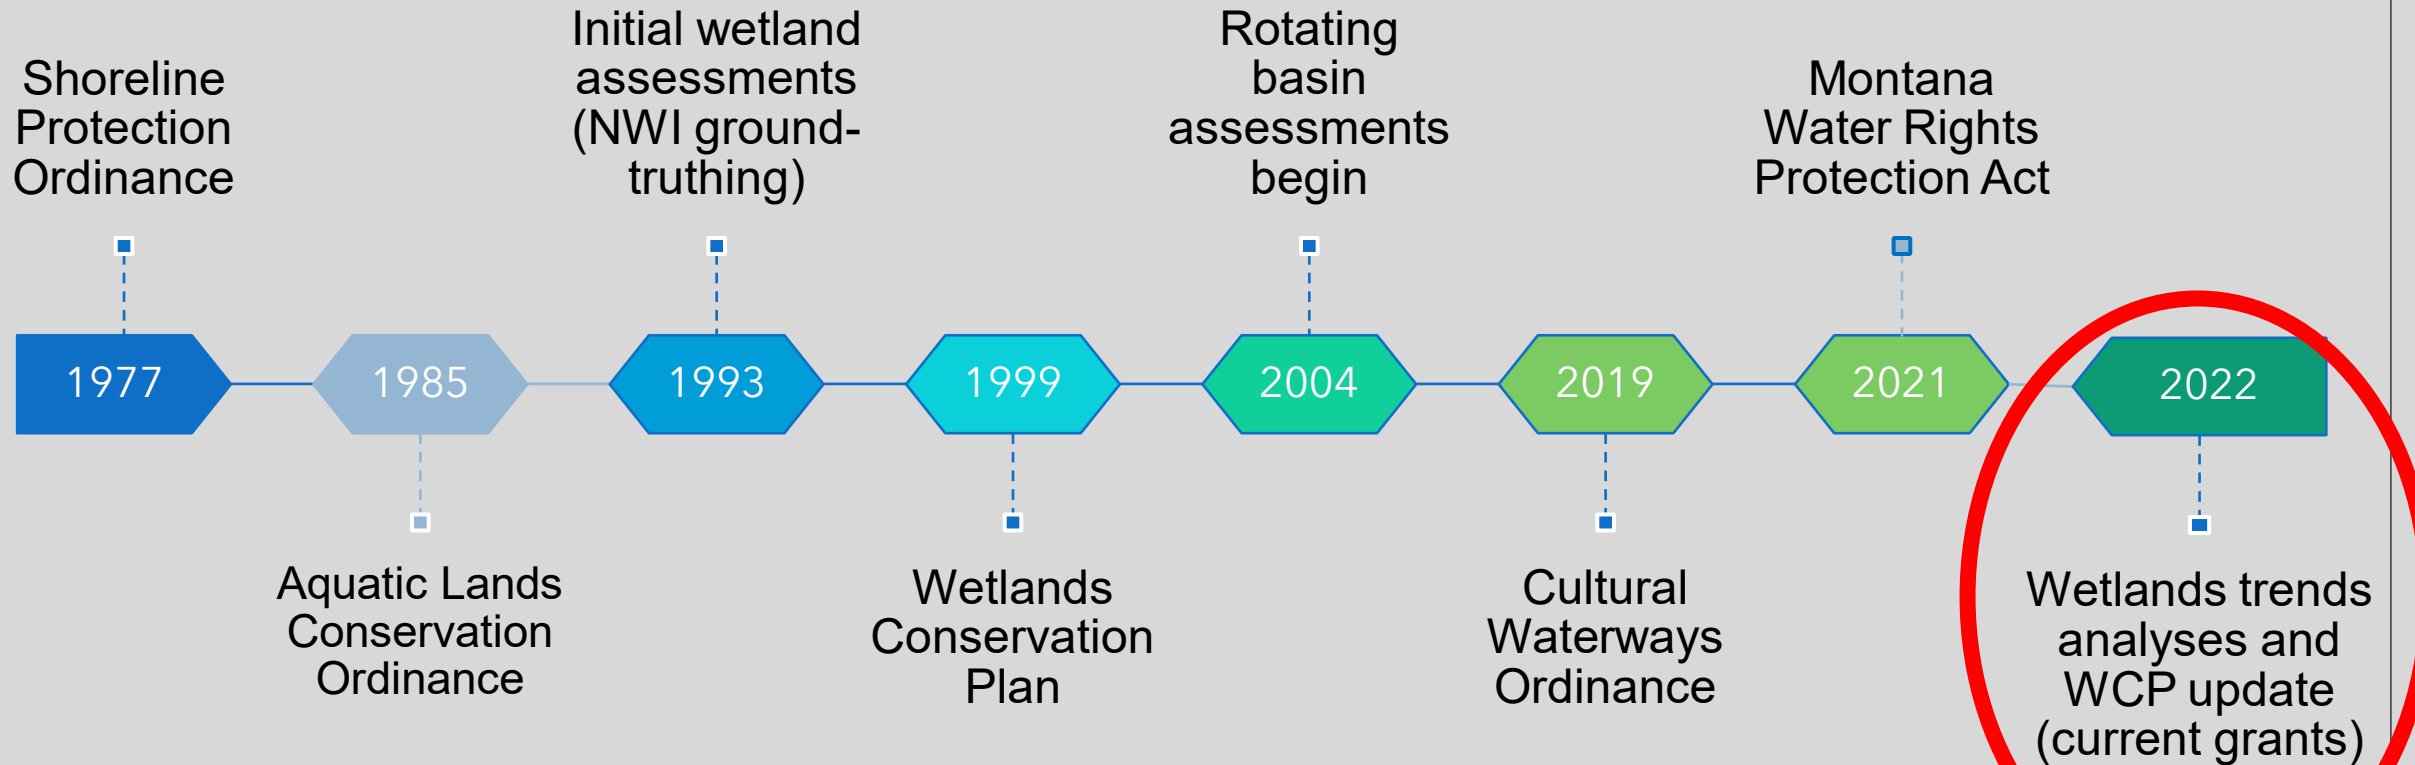 Shoreline
Protection
Ordinance
Initial wetland
assessments
(NWI ground-
truthing)
Rotating
basin
assessments
begin
Montana
Water Rights
Protection Act
1977
1985
1993
1999
2004
2019
2021
2022
Aquatic Lands
Conservation
Ordinance
Wetlands
Conservation
Plan
Cultural
Waterways
Ordinance
Wetlands trends
analyses and
WCP update
(current grants)